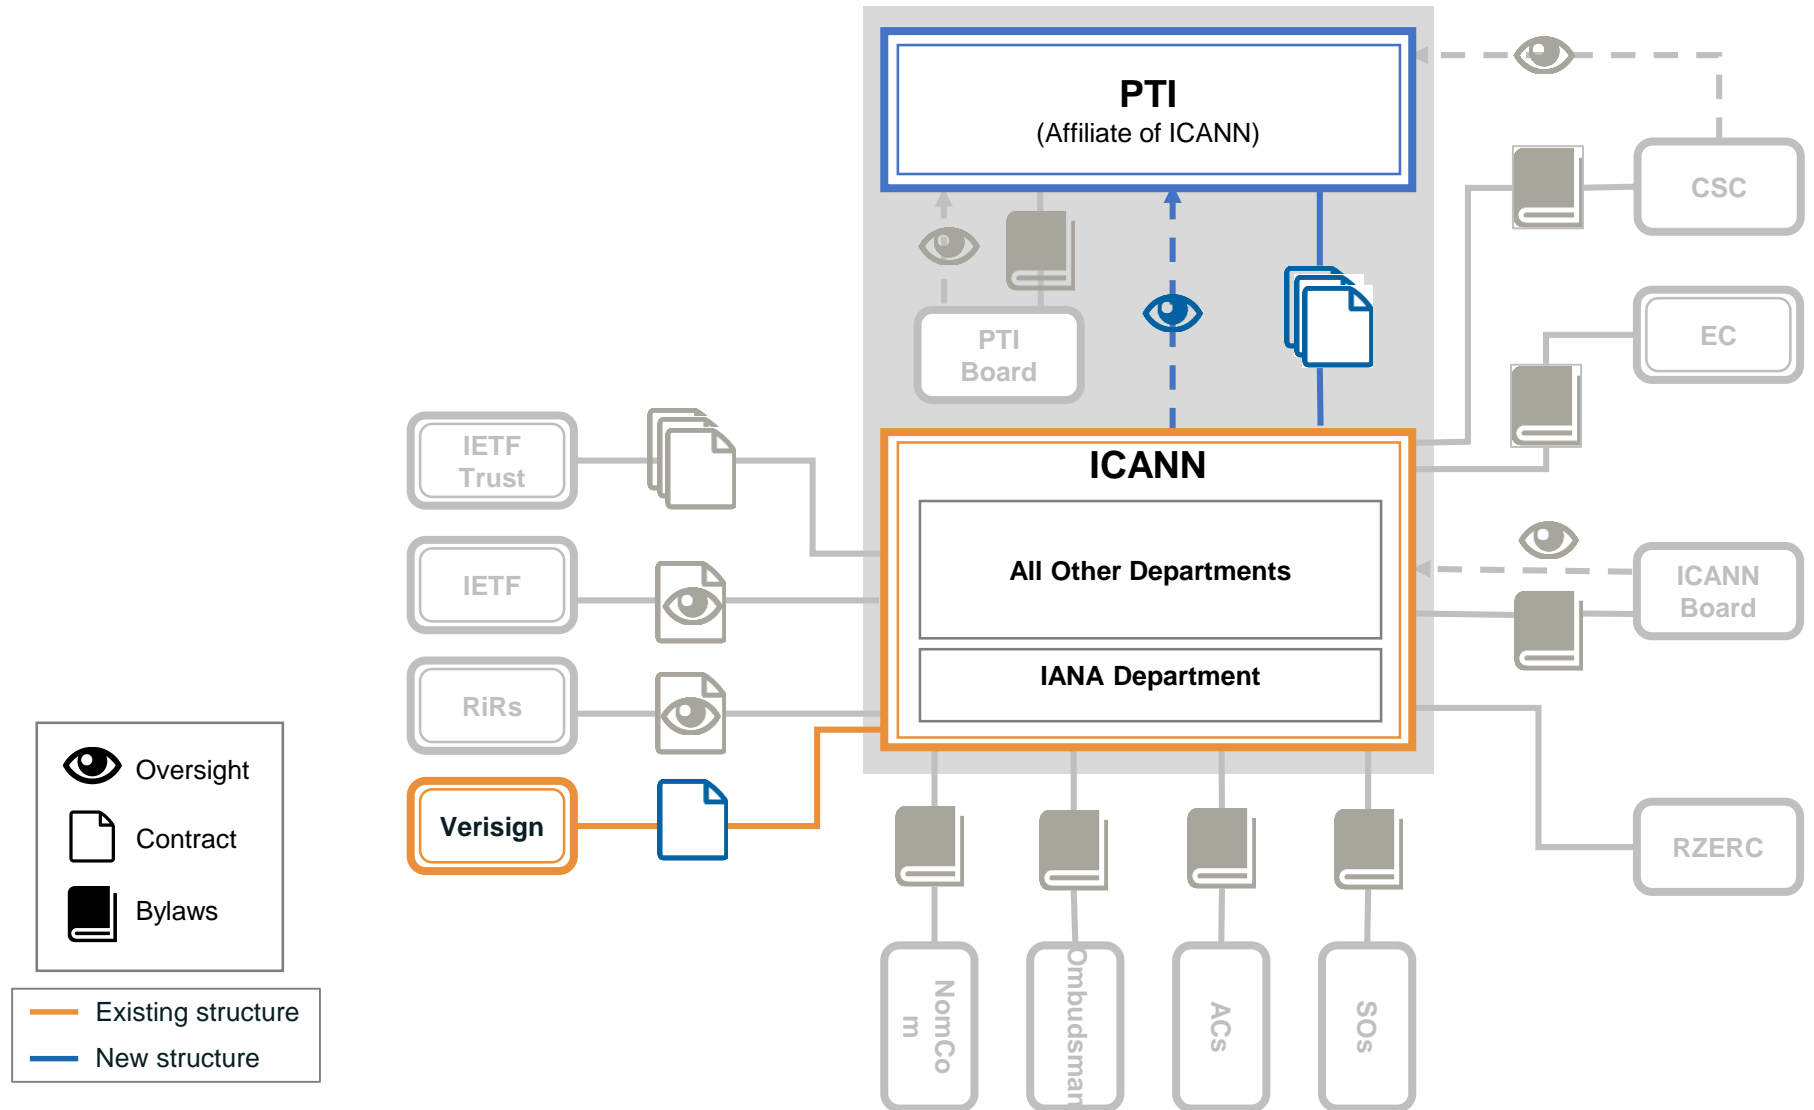 PTI
(Affiliate of ICANN)
CSC
EC
PTI
Board
IETF
Trust
ICANN
All Other Departments
ICANN
Board
IETF
IANA Department
RiRs
Oversight
Contract
Bylaws
Verisign
RZERC
NomCo
m
Ombudsman
ACs
SOs
Existing structure
New structure